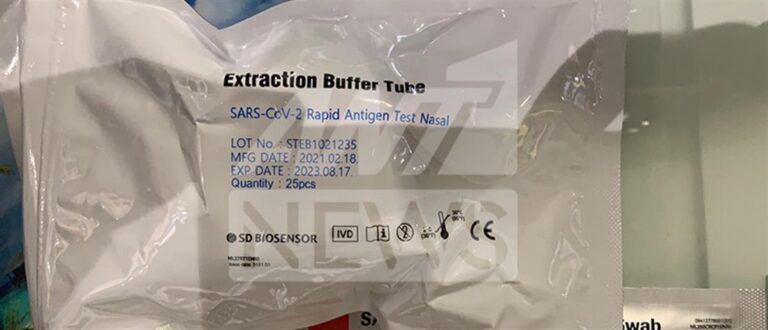 Extraction Buffer Tube
SARS-CoV-2 Rapid Antigen Test Nasal
LOT No. : STEB1021235
MFG DATE : 2021.02.18.
EXP DATE : 2023.08.17.
Quantity : 25pcs
NEWS
SD BIOSENSOR IVD CE
Swab